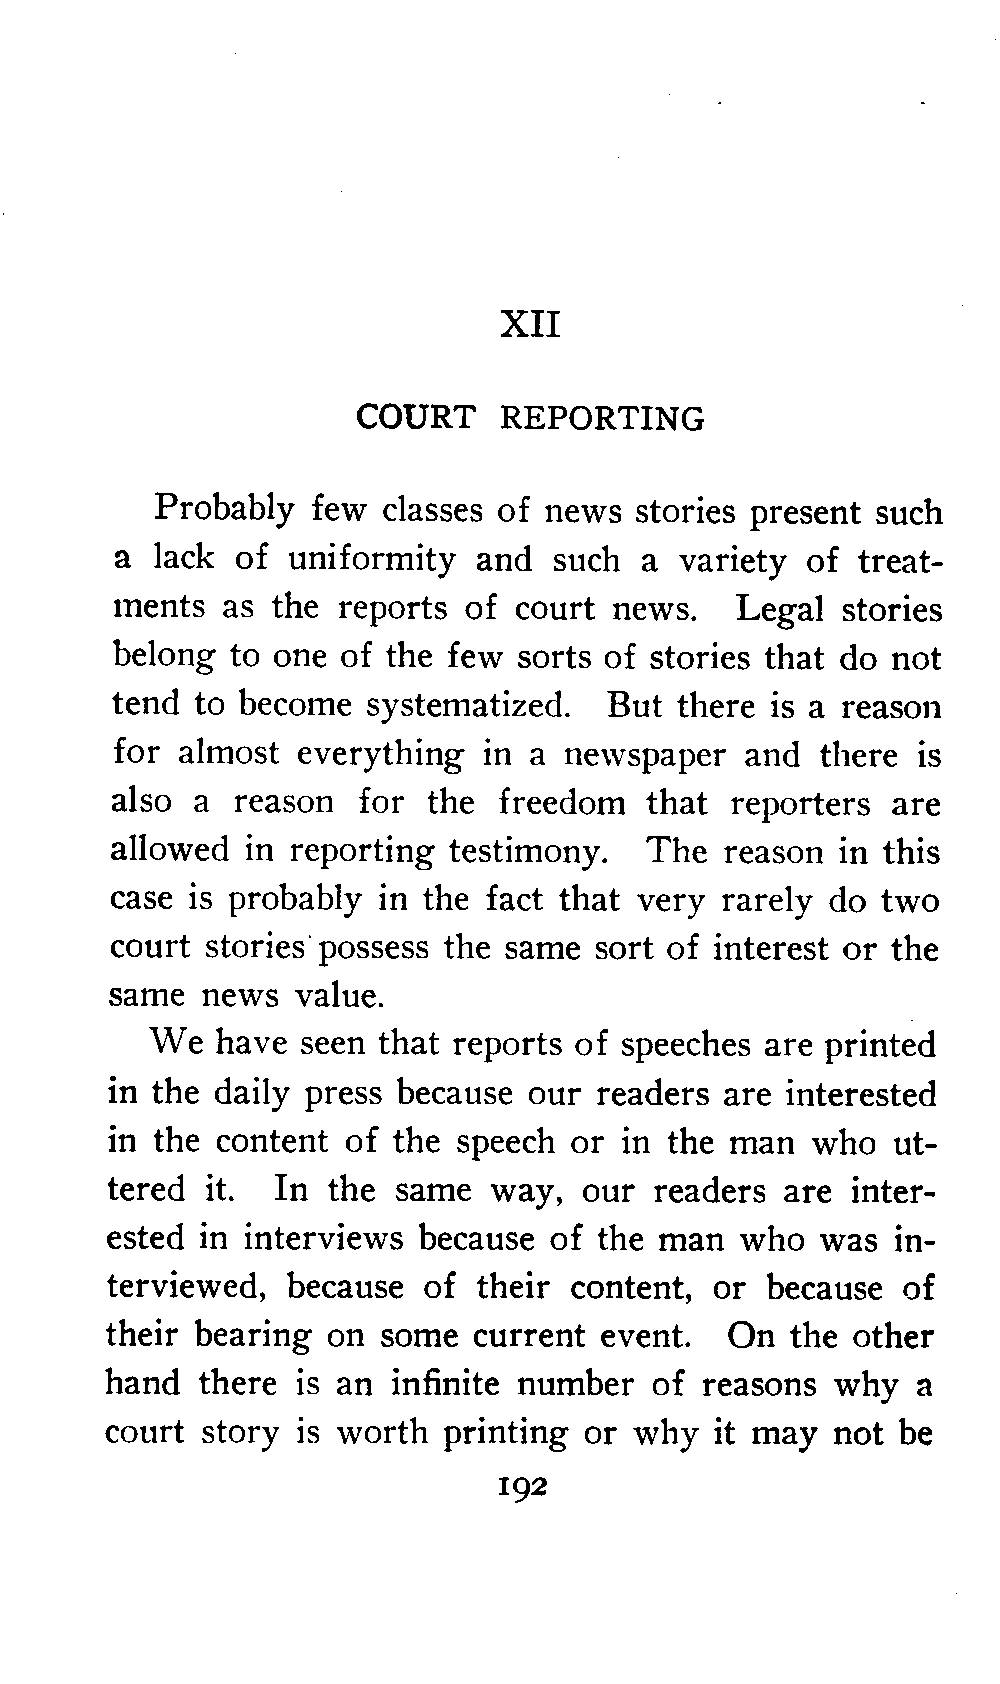 XII
COURT REPORTING
Probably few classes of news stories present such
a lack of uniformity and such a variety of treat-
ments as the reports of court news. Legal stories
belong to one of the few sorts of stories that do not
tend to become systematized. But there is a reason
for almost everything in a newspaper and there is
also a reason for the freedom that reporters are
allowed in reporting testimony. The reason in this
case is probably in the fact that very rarely do two
court stories possess the same sort of interest or the
same news value.
We have seen that reports of speeches are printed
in the daily press because our readers are interested
in the content of the speech or in the man who ut-
tered it. In the same way, our readers are inter-
ested in interviews because of the man who was in-
terviewed, because of their content, or because of
their bearing on some current event. On the other
hand there is an infinite number of reasons why a
court story is worth printing or why it may not be
192